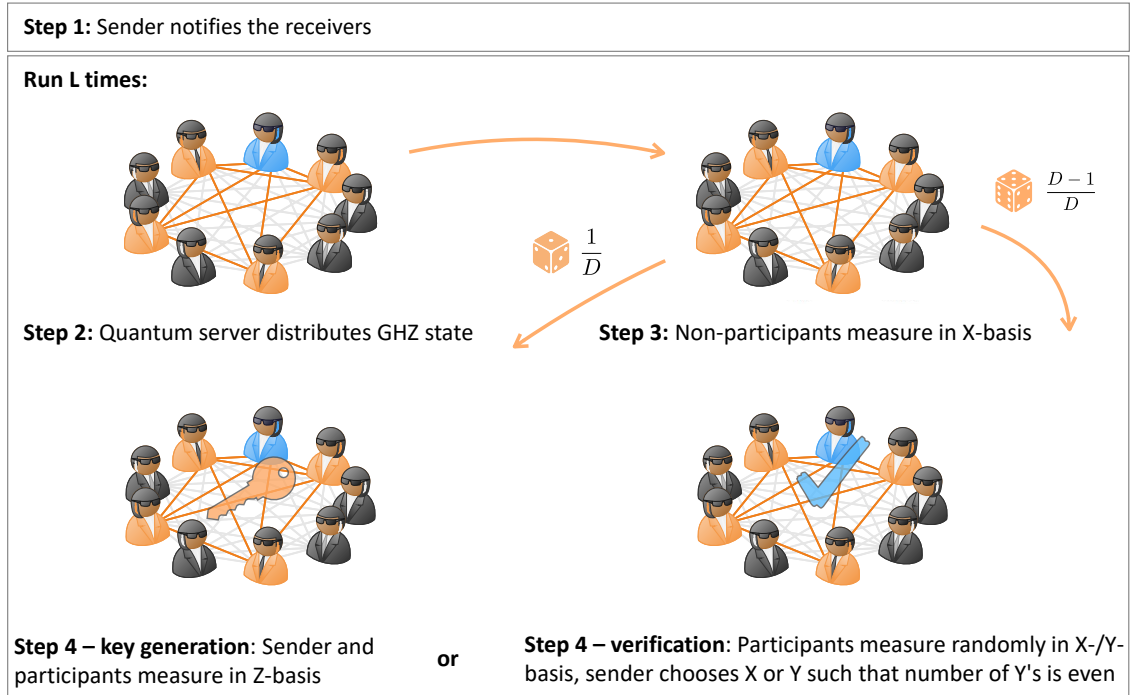 Step 1: Sender notifies the receivers
Run L times:
1
D
D − 1
D
Step 2: Quantum server distributes GHZ state
Step 3: Non-participants measure in X-basis
Step 4 – key generation: Sender and
participants measure in Z-basis
or
Step 4 – verification: Participants measure randomly in X-/Y-
basis, sender chooses X or Y such that number of Y's is even